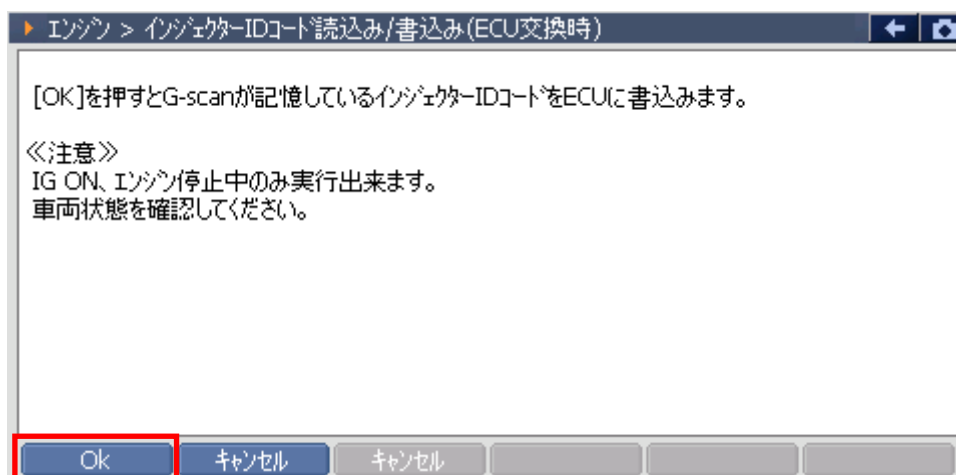 エンジン > インジェクターIDコード読込み/書込み(ECU交換時)
[OK]を押すとG-scanが記憶しているインジェクターIDコードをECUに書込みます。
≪注意≫
IG ON、エンジン停止中のみ実行出来ます。
車両状態を確認してください。
Ok キャンセル キャンセル